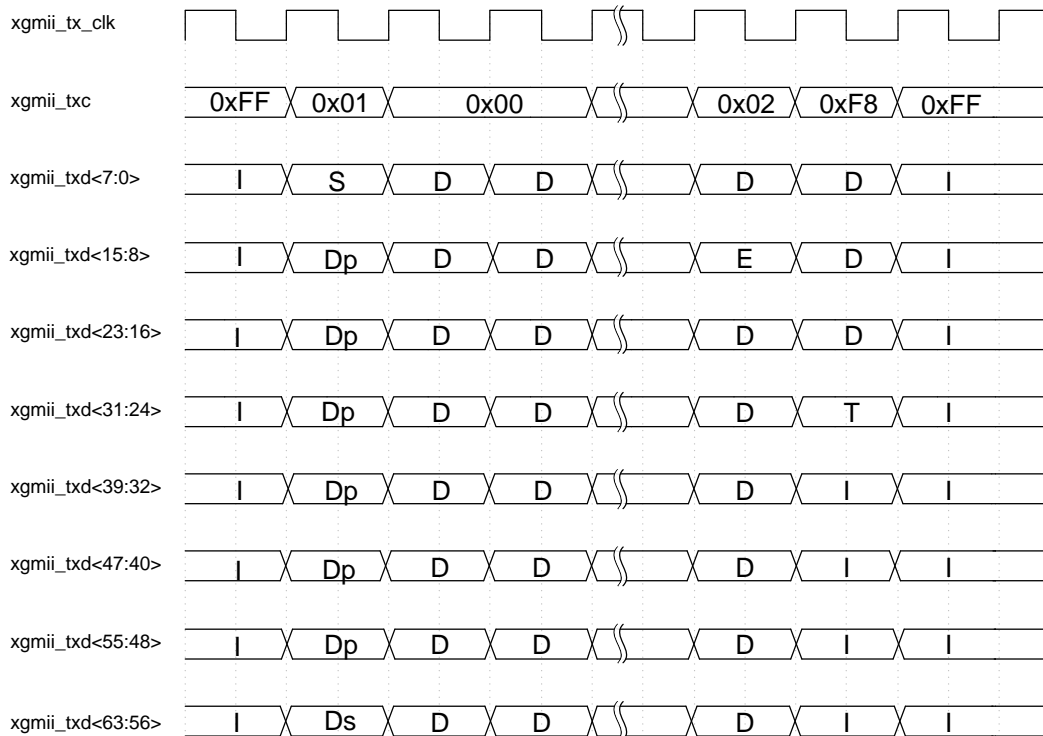 xgmii_tx_clk
xgmii_txc 0xFF 0x01 0x00 0x02 0xF8 0xFF
xgmii_txd<7:0> I S D D D D I
xgmii_txd<15:8> I Dp D D E D I
xgmii_txd<23:16> I Dp D D D D I
xgmii_txd<31:24> I Dp D D D T I
xgmii_txd<39:32> I Dp D D D I I
xgmii_txd<47:40> I Dp D D D I I
xgmii_txd<55:48> I Dp D D D I I
xgmii_txd<63:56> I Ds D D D I I